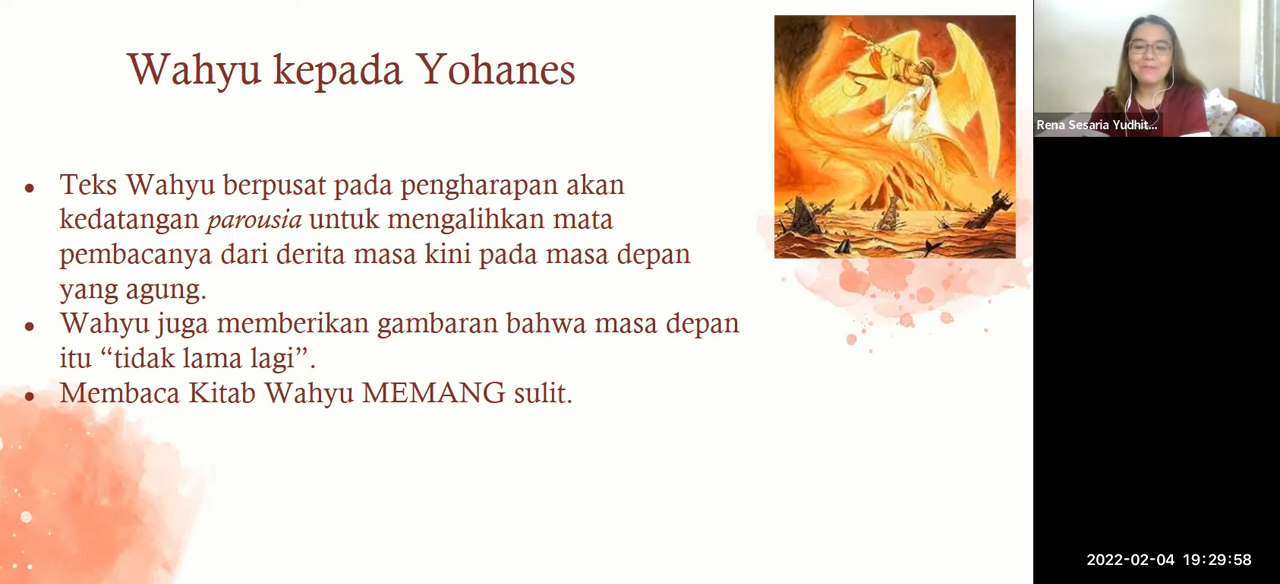 Wahyu kepada Yohanes
Rena Sesaria Yudhit...
• Teks Wahyu berpusat pada pengharapan akan
kedatangan parousia untuk mengalihkan mata
pembacanya dari derita masa kini pada masa depan
yang agung.
• Wahyu juga memberikan gambaran bahwa masa depan
itu “tidak lama lagi”.
• Membaca Kitab Wahyu MEMANG sulit.
2022-02-04 19:29:58